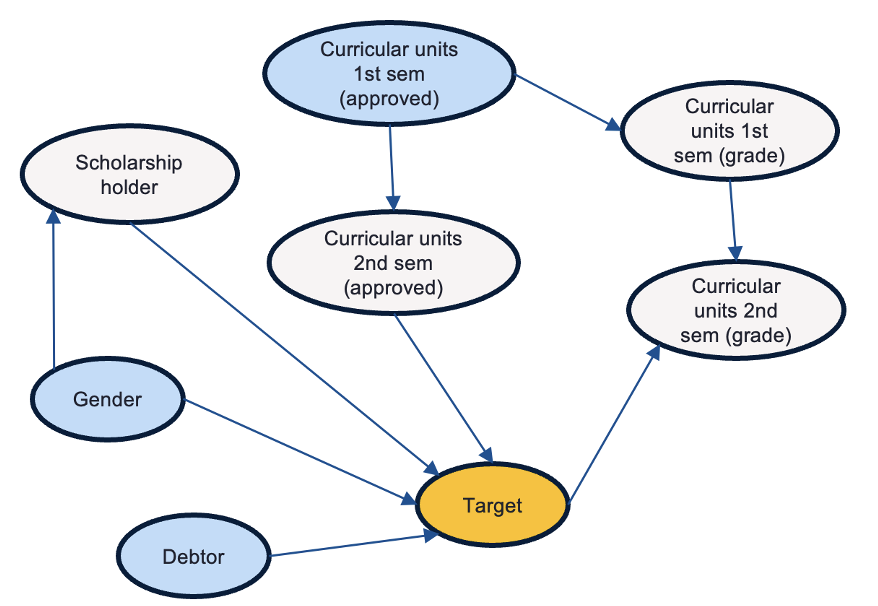 Curricular units
1st sem
(approved)
Curricular
units 1st
sem (grade)
Scholarship
holder
Curricular units
2nd sem
(approved)
Curricular
units 2nd
sem (grade)
Gender
Target
Debtor